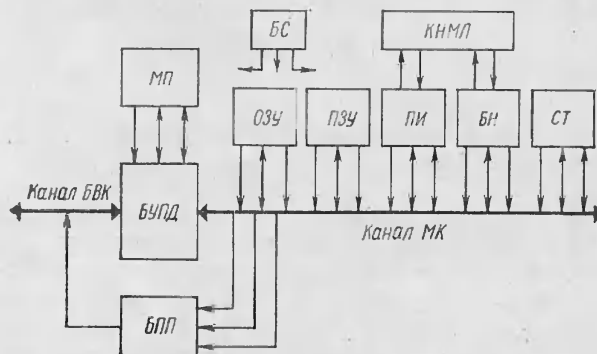 БС
КНМЛ
МП
ОЗУ
ПЗУ
ПИ
БН
СТ
Канал БВК
БУПД
Канал МК
БПП